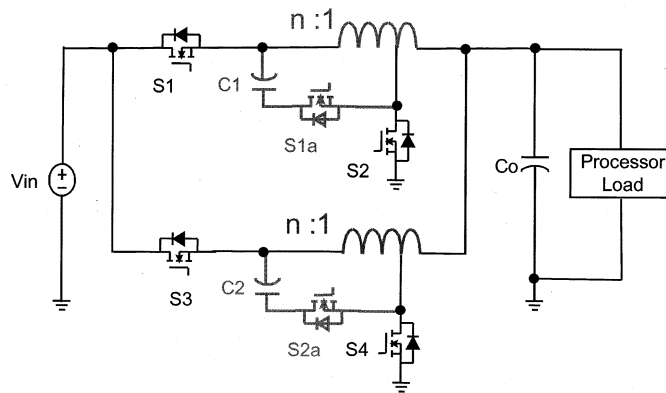 n :1
S1
C1
S1a
S2
Vin
+
−
Co
Processor
Load
n :1
S3
C2
S2a
S4